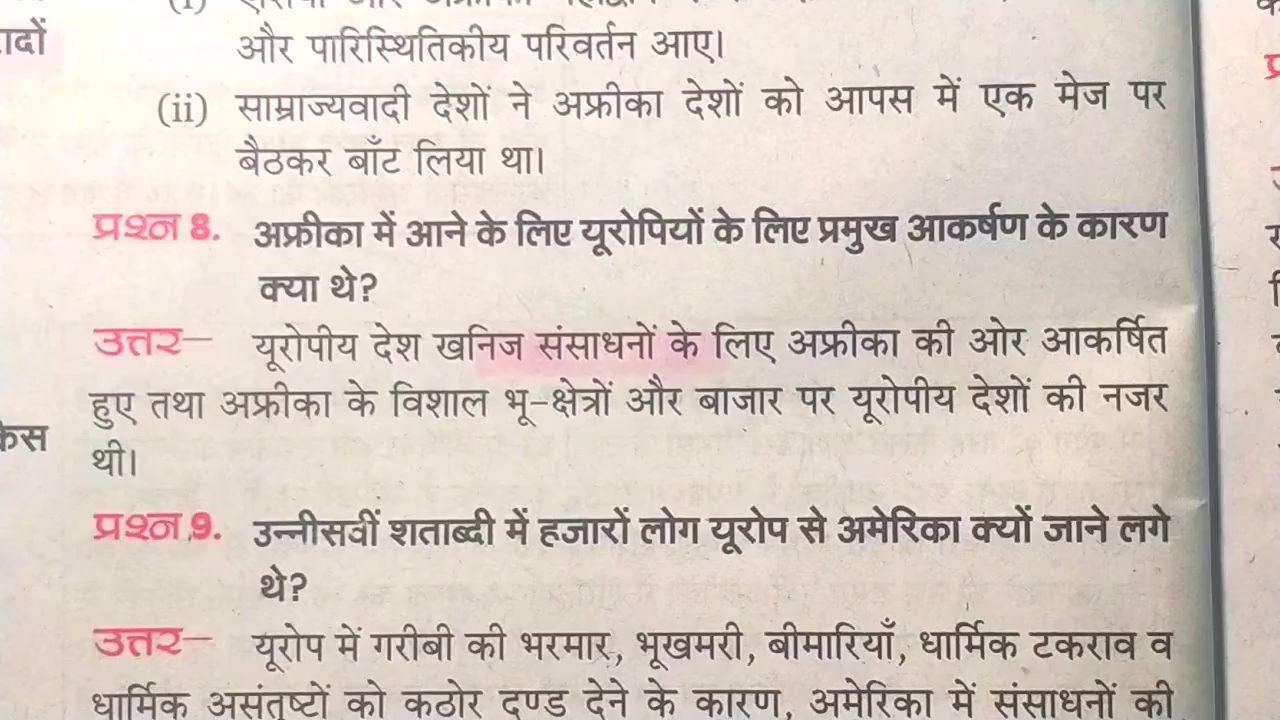 ादों
और पारिस्थितिकीय परिवर्तन आए।
(ii) साम्राज्यवादी देशों ने अफ्रीका देशों को आपस में एक मेज पर
बैठकर बाँट लिया था।
प्रश्न 8. अफ्रीका में आने के लिए यूरोपियों के लिए प्रमुख आकर्षण के कारण
क्या थे?
उत्तर— यूरोपीय देश खनिज संसाधनों के लिए अफ्रीका की ओर आकर्षित
हुए तथा अफ्रीका के विशाल भू-क्षेत्रों और बाजार पर यूरोपीय देशों की नजर
थी।
प्रश्न 9. उन्नीसवीं शताब्दी में हजारों लोग यूरोप से अमेरिका क्यों जाने लगे
थे?
उत्तर— यूरोप में गरीबी की भरमार, भूखमरी, बीमारियाँ, धार्मिक टकराव व
धार्मिक असंतुष्टों को कठोर दण्ड देने के कारण, अमेरिका में संसाधनों की